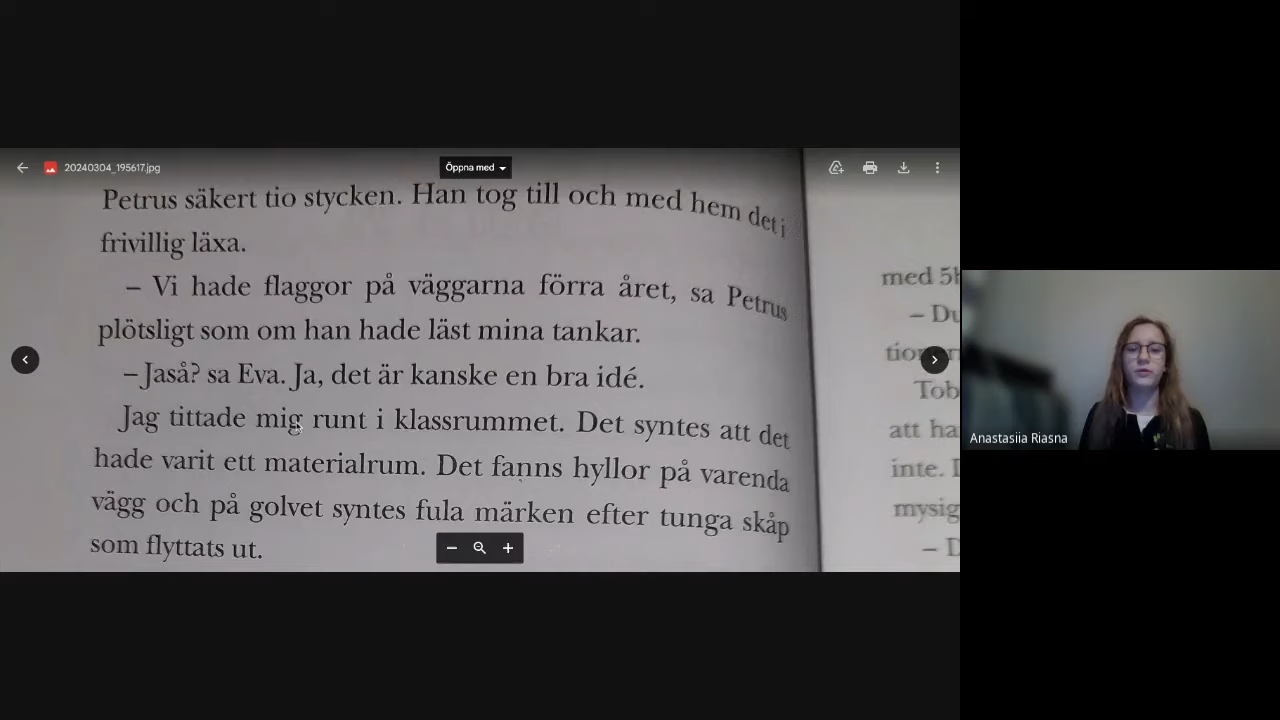 20240304_195617.jpg
Öppna med
Petrus säkert tio stycken. Han tog till och med hem det i
frivillig läxa.
– Vi hade flaggor på väggarna förra året, sa Petrus
plötsligt som om han hade läst mina tankar.
– Jaså? sa Eva. Ja, det är kanske en bra idé.
Jag tittade mig runt i klassrummet. Det syntes att det
hade varit ett materialrum. Det fanns hyllor på varenda
vägg och på golvet syntes fula märken efter tunga skåp
som flyttats ut.
med 5
– Du
Tob
att ha
inte.
mysig
– D
Anastasiia Riasna